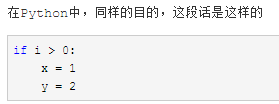 在Python中，同样的目的，这段话是这样的
if i > 0:
    x = 1
    y = 2